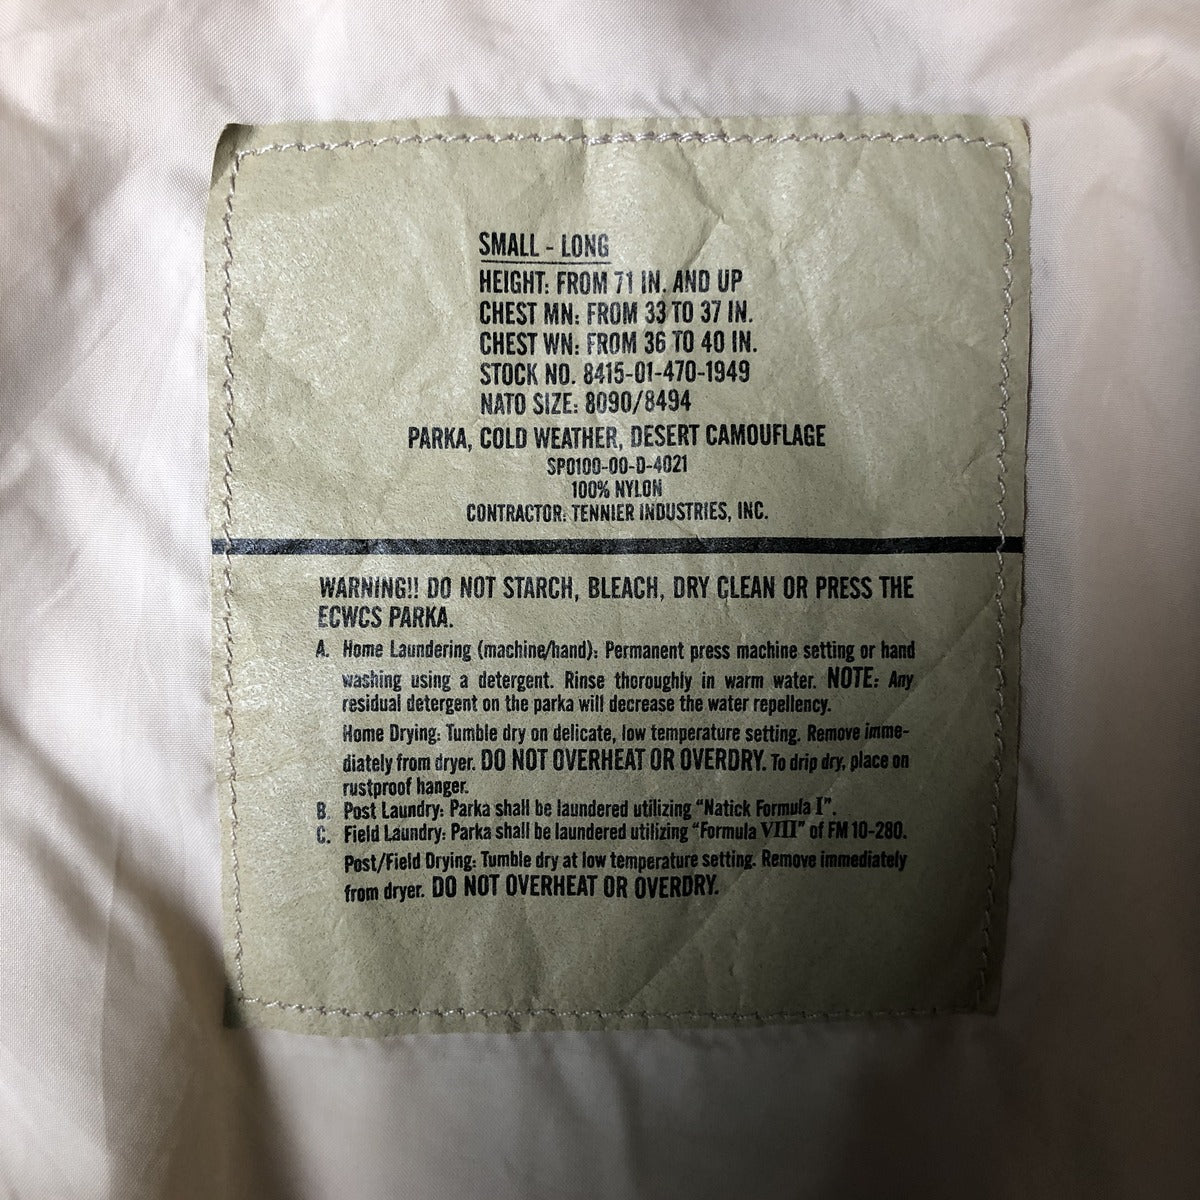 SMALL - LONG
HEIGHT: FROM 71 IN. AND UP
CHEST MN: FROM 33 TO 37 IN.
CHEST WN: FROM 36 TO 40 IN.
STOCK NO. 8415-01-470-1949
NATO SIZE: 8090/8494
PARKA, COLD WEATHER, DESERT CAMOUFLAGE
SPO100-00-D-4021
100% NYLON
CONTRACTOR: TENNIER INDUSTRIES, INC.
WARNING!! DO NOT STARCH, BLEACH, DRY CLEAN OR PRESS THE
ECWCS PARKA.
A. Home Laundering (machine/hand): Permanent press machine setting or hand
washing using a detergent. Rinse thoroughly in warm water. NOTE: Any
residual detergent on the parka will decrease the water repellency.
Home Drying: Tumble dry on delicate, low temperature setting. Remove imme-
diately from dryer. DO NOT OVERHEAT OR OVERDRY. To drip dry, place on
rustproof hanger.
B. Post Laundry: Parka shall be laundered utilizing "Natick Formula I".
C. Field Laundry: Parka shall be laundered utilizing "Formula VIII" of FM 10-280.
Post/Field Drying: Tumble dry at low temperature setting. Remove immediately
from dryer. DO NOT OVERHEAT OR OVERDRY.